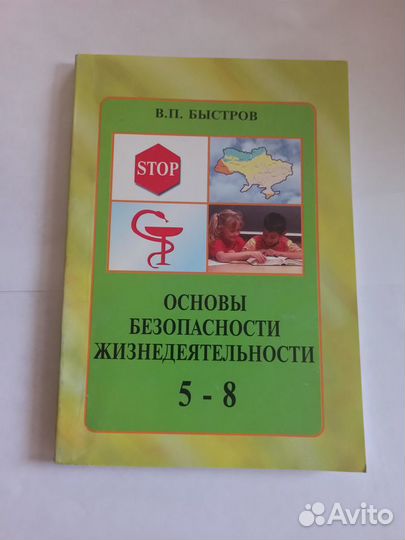 В.П. БЫСТРОВ
STOP
ОСНОВЫ
БЕЗОПАСНОСТИ
ЖИЗНЕДЕЯТЕЛЬНОСТИ
5 - 8
Avito